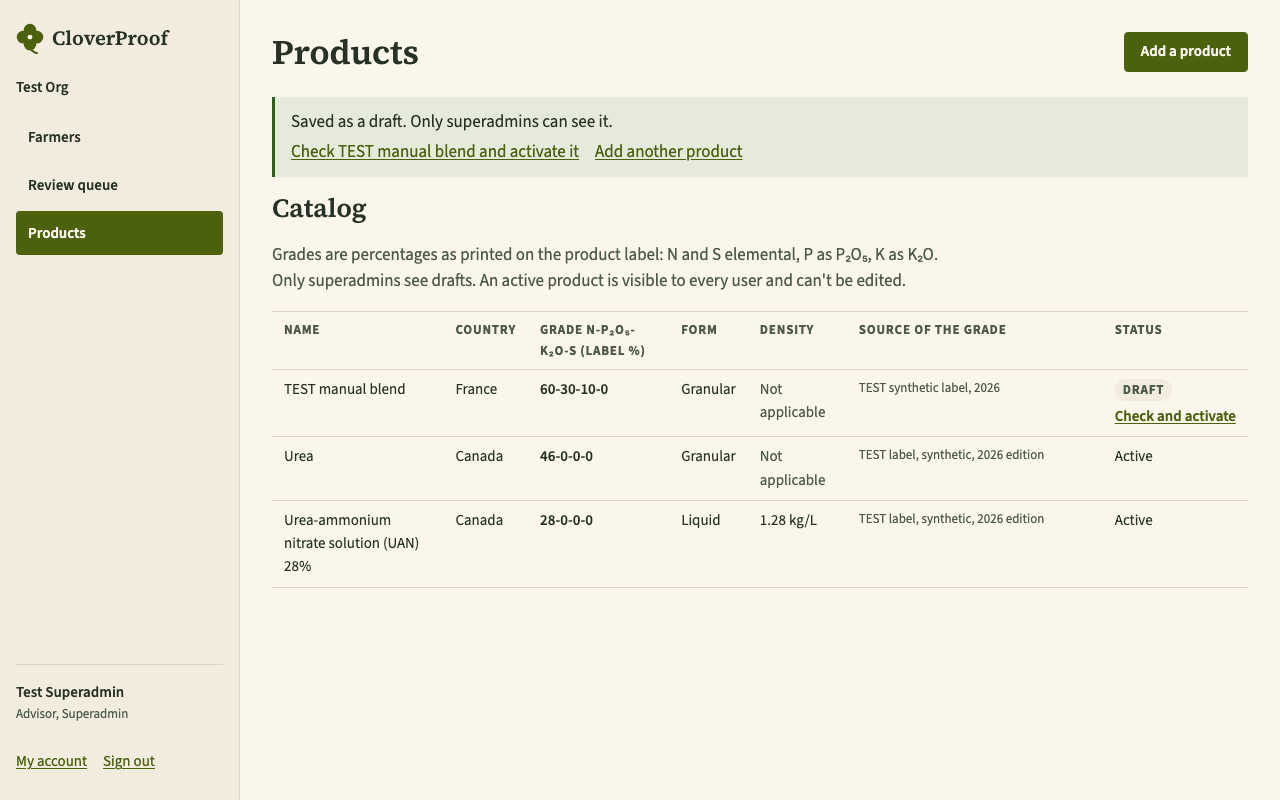 CloverProof
Test Org
Farmers
Review queue
Products
Test Superadmin
Advisor, Superadmin
My account Sign out
Products
Add a product
Saved as a draft. Only superadmins can see it.
Check TEST manual blend and activate it Add another product
Catalog
Grades are percentages as printed on the product label: N and S elemental, P as P₂O₅, K as K₂O.
Only superadmins see drafts. An active product is visible to every user and can't be edited.
NAME COUNTRY GRADE N-P₂O₅- FORM DENSITY SOURCE OF THE GRADE STATUS
K₂O-S (LABEL %)
TEST manual blend France 60-30-10-0 Granular Not TEST synthetic label, 2026 DRAFT
applicable Check and activate
Urea Canada 46-0-0-0 Granular Not TEST label, synthetic, 2026 edition Active
applicable
Urea-ammonium Canada 28-0-0-0 Liquid 1.28 kg/L TEST label, synthetic, 2026 edition Active
nitrate solution (UAN)
28%